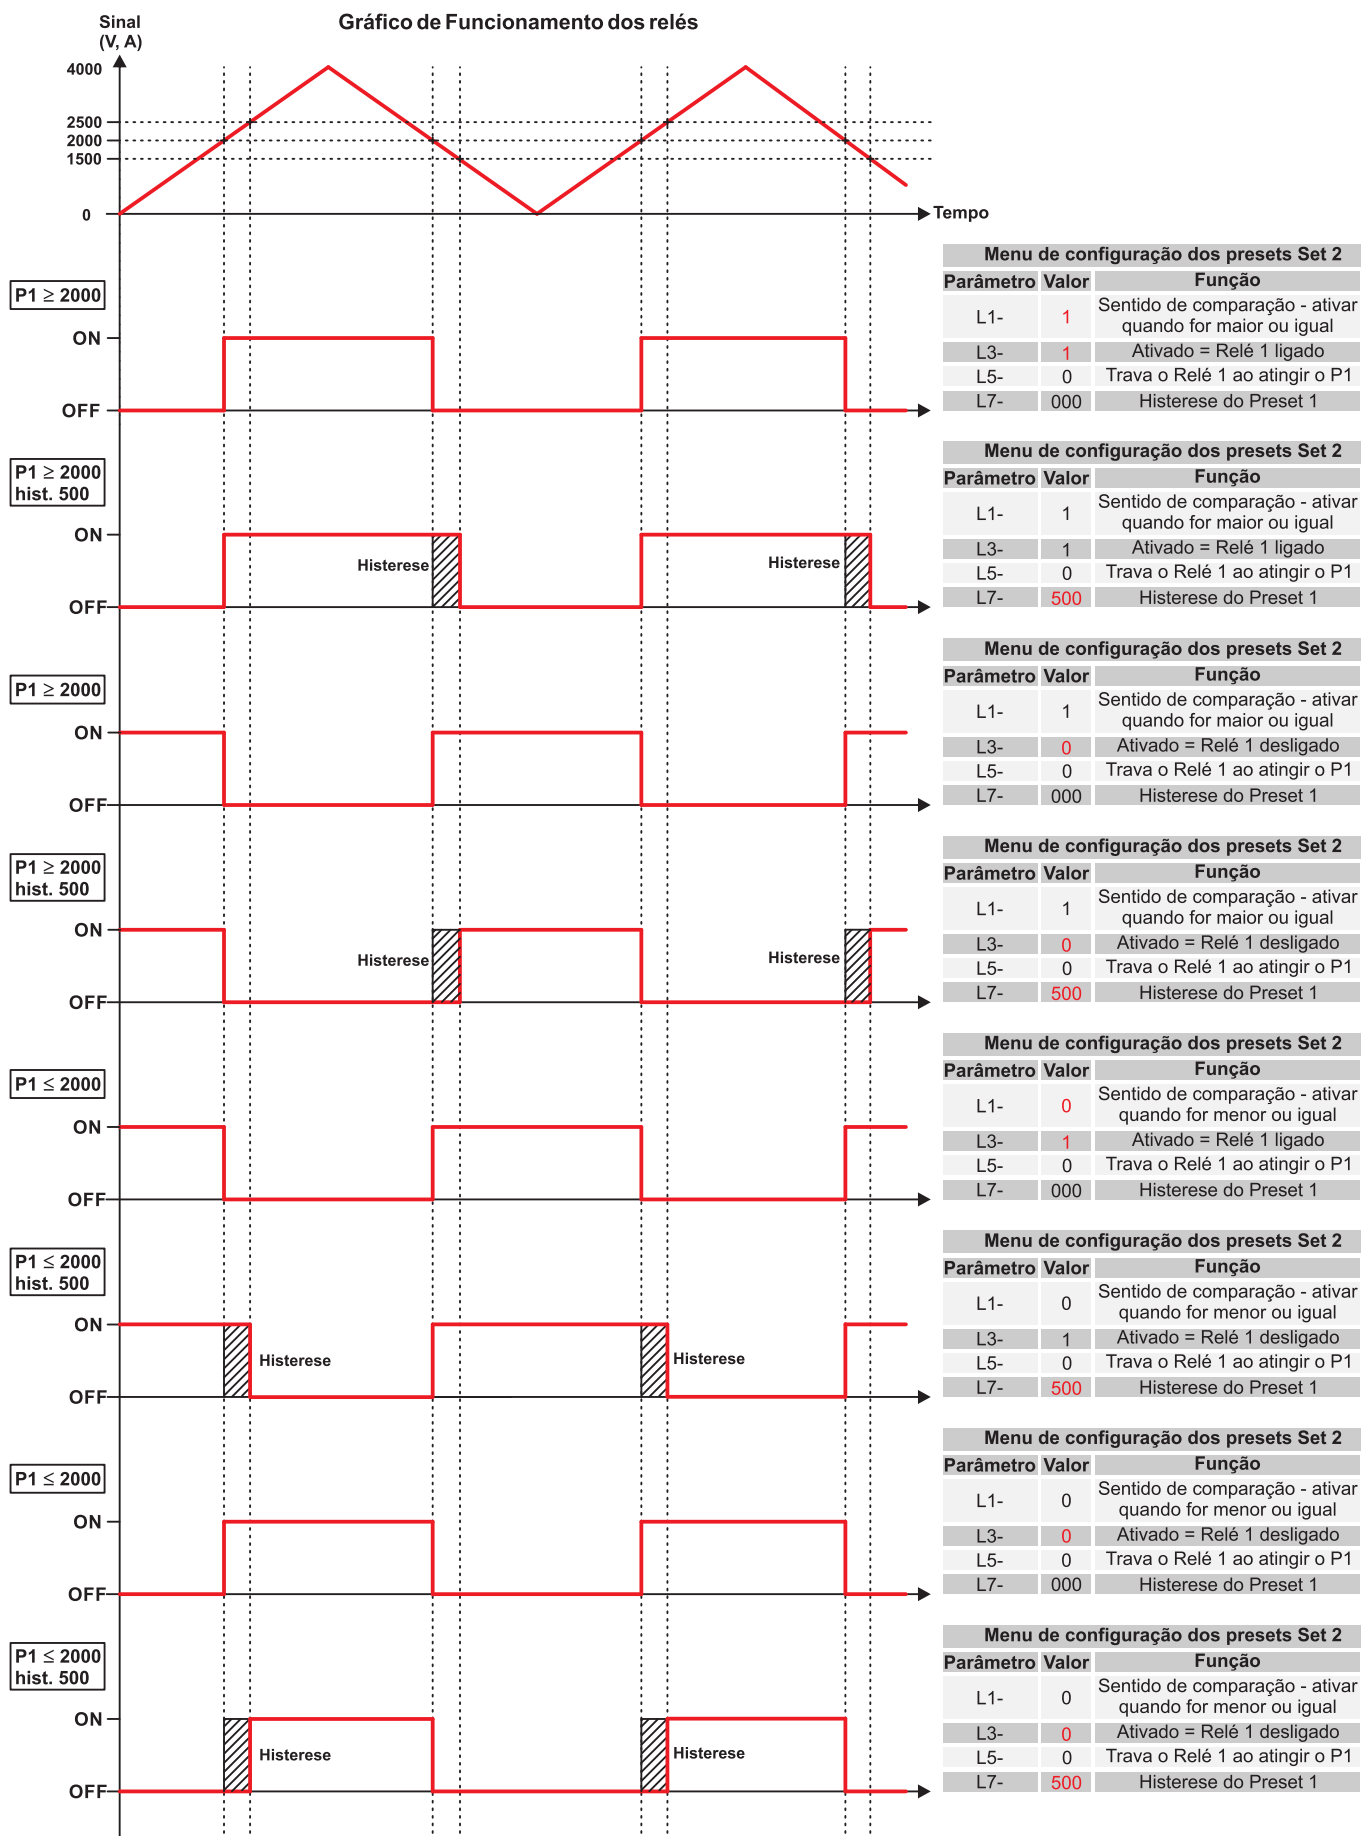 Gráfico de Funcionamento dos relés
Sinal
(V, A)
4000
2500
2000
1500
0
Tempo
P1 ≥ 2000
ON
OFF
Menu de configuração dos presets Set 2
Parâmetro Valor Função
L1- 1 Sentido de comparação - ativar
quando for maior ou igual
L3- 1 Ativado = Relé 1 ligado
L5- 0 Trava o Relé 1 ao atingir o P1
L7- 000 Histerese do Preset 1
P1 ≥ 2000
hist. 500
ON
Histerese
Histerese
OFF
Menu de configuração dos presets Set 2
Parâmetro Valor Função
L1- 1 Sentido de comparação - ativar
quando for maior ou igual
L3- 1 Ativado = Relé 1 ligado
L5- 0 Trava o Relé 1 ao atingir o P1
L7- 500 Histerese do Preset 1
P1 ≥ 2000
ON
OFF
Menu de configuração dos presets Set 2
Parâmetro Valor Função
L1- 1 Sentido de comparação - ativar
quando for maior ou igual
L3- 0 Ativado = Relé 1 desligado
L5- 0 Trava o Relé 1 ao atingir o P1
L7- 000 Histerese do Preset 1
P1 ≥ 2000
hist. 500
ON
Histerese
Histerese
OFF
Menu de configuração dos presets Set 2
Parâmetro Valor Função
L1- 1 Sentido de comparação - ativar
quando for maior ou igual
L3- 0 Ativado = Relé 1 desligado
L5- 0 Trava o Relé 1 ao atingir o P1
L7- 500 Histerese do Preset 1
P1 ≤ 2000
ON
OFF
Menu de configuração dos presets Set 2
Parâmetro Valor Função
L1- 0 Sentido de comparação - ativar
quando for menor ou igual
L3- 1 Ativado = Relé 1 ligado
L5- 0 Trava o Relé 1 ao atingir o P1
L7- 000 Histerese do Preset 1
P1 ≤ 2000
hist. 500
ON
Histerese
Histerese
OFF
Menu de configuração dos presets Set 2
Parâmetro Valor Função
L1- 0 Sentido de comparação - ativar
quando for menor ou igual
L3- 1 Ativado = Relé 1 desligado
L5- 0 Trava o Relé 1 ao atingir o P1
L7- 500 Histerese do Preset 1
P1 ≤ 2000
ON
OFF
Menu de configuração dos presets Set 2
Parâmetro Valor Função
L1- 0 Sentido de comparação - ativar
quando for menor ou igual
L3- 0 Ativado = Relé 1 desligado
L5- 0 Trava o Relé 1 ao atingir o P1
L7- 000 Histerese do Preset 1
P1 ≤ 2000
hist. 500
ON
Histerese
Histerese
OFF
Menu de configuração dos presets Set 2
Parâmetro Valor Função
L1- 0 Sentido de comparação - ativar
quando for menor ou igual
L3- 0 Ativado = Relé 1 desligado
L5- 0 Trava o Relé 1 ao atingir o P1
L7- 500 Histerese do Preset 1